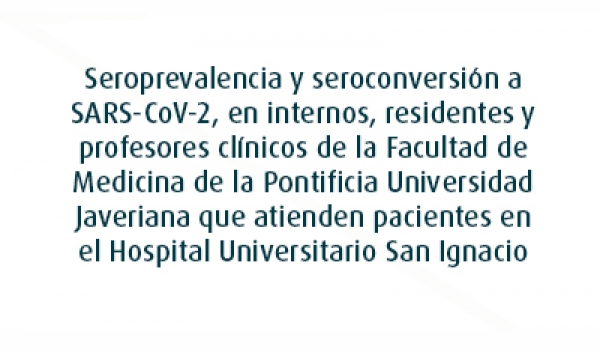 Seroprevalencia y seroconversión a
SARS-CoV-2, en internos, residentes y
profesores clínicos de la Facultad de
Medicina de la Pontificia Universidad
Javeriana que atienden pacientes en
el Hospital Universitario San Ignacio